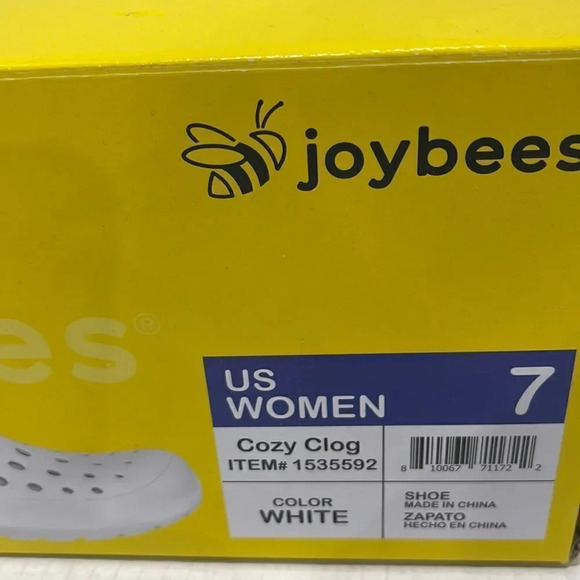 joybees
es®
US
WOMEN
7
Cozy Clog
ITEM# 1535592
8 10067 71172 2
COLOR
WHITE
SHOE
MADE IN CHINA
ZAPATO
HECHO EN CHINA